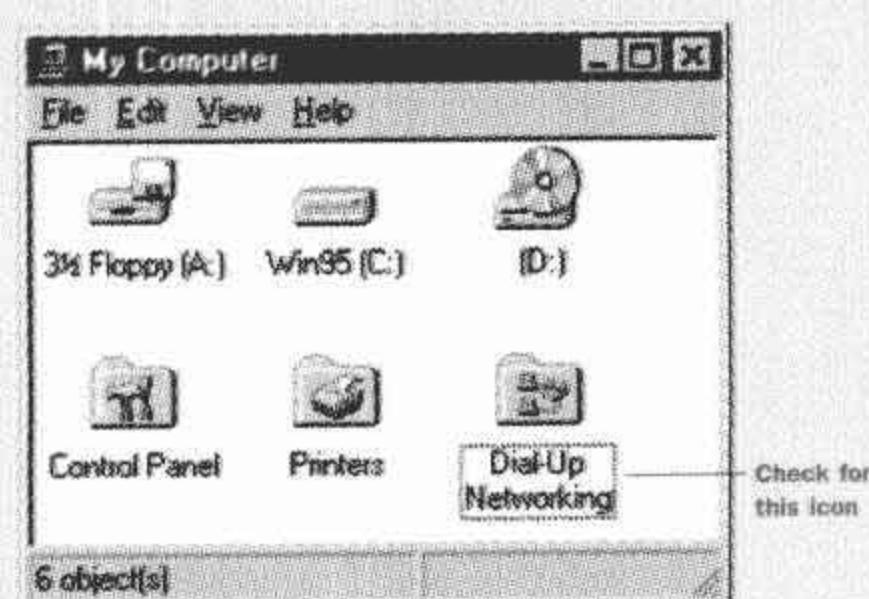 My Computer
File Edit View Help
3½ Floppy (A:) Win95 (C:) (D:)
Control Panel Printers Dial-Up
Networking
Check for
this icon
6 object(s)